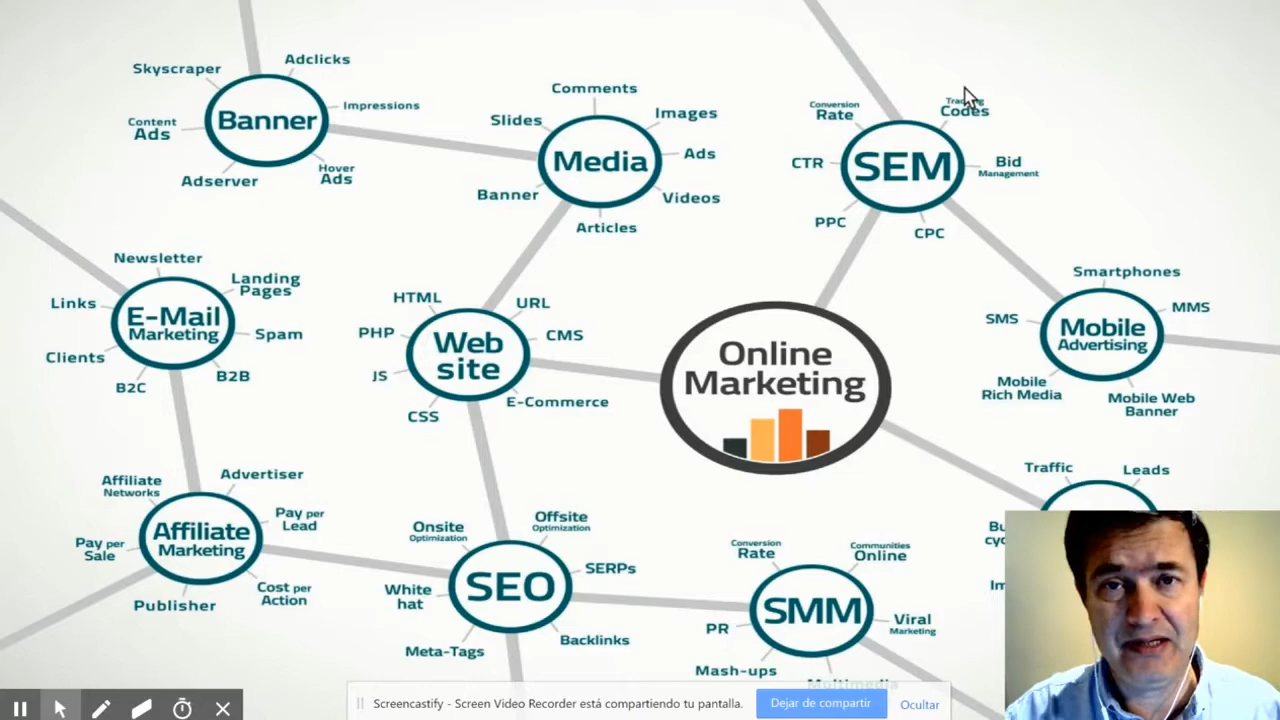 Skyscraper
Adclicks
Banner
Impressions
Content
Ads
Adserver
Hover
Ads
Comments
Slides
Images
Media
Ads
Banner
Videos
Articles
Conversion
Rate
Codes
CTR
SEM
Bid
Management
PPC
CPC
Newsletter
Landing
Pages
Links
E-Mail
Marketing
Spam
Clients
B2C
B2B
HTML
URL
PHP
Web
site
CMS
JS
CSS
E-Commerce
Online
Marketing
Smartphones
SMS
MMS
Mobile
Advertising
Mobile
Rich Media
Mobile Web
Banner
Affiliate
Networks
Advertiser
Pay per
Lead
Affiliate
Marketing
Pay per
Sale
Cost per
Action
Publisher
Onsite
Optimization
Offsite
Optimization
SEO
SERPs
White
hat
Meta-Tags
Backlinks
Conversion
Rate
Communities
Online
SMM
PR
Viral
Marketing
Mash-ups
Multimedia
Traffic
Leads
Screencastify - Screen Video Recorder está compartiendo tu pantalla.
Dejar de compartir
Ocultar